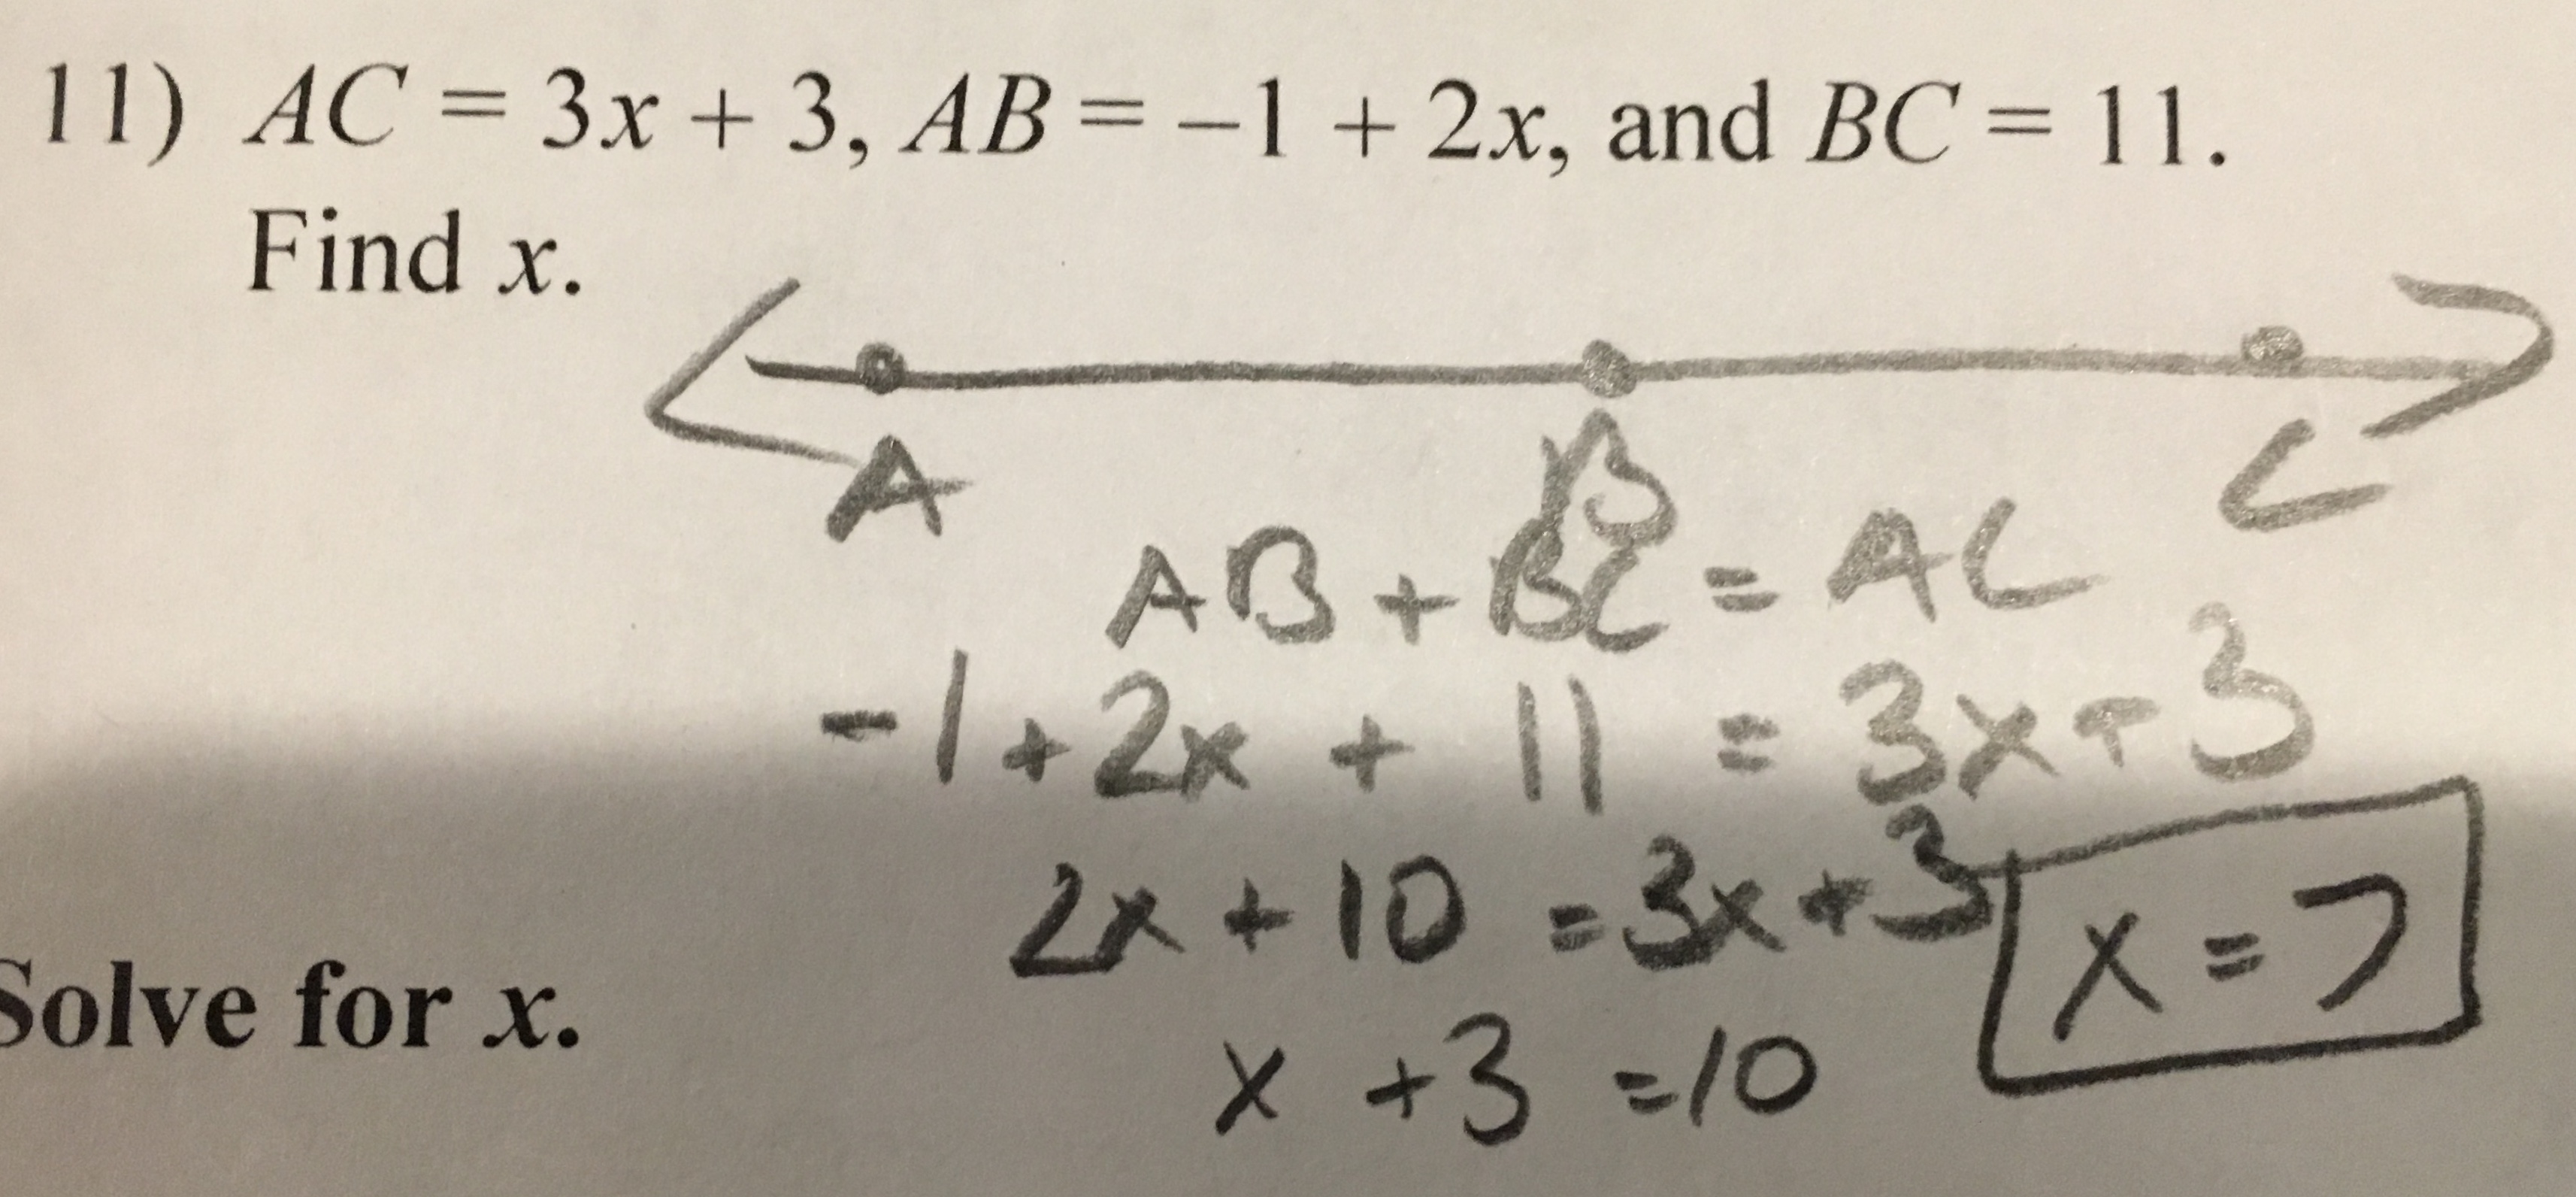 11) AC = 3x + 3, AB = −1 + 2x, and BC = 11.
Find x.
A B C
AB + BC = AC
-1 + 2x + 11 = 3x + 3
2x + 10 = 3x + 3
x = 7
Solve for x.
x + 3 = 10